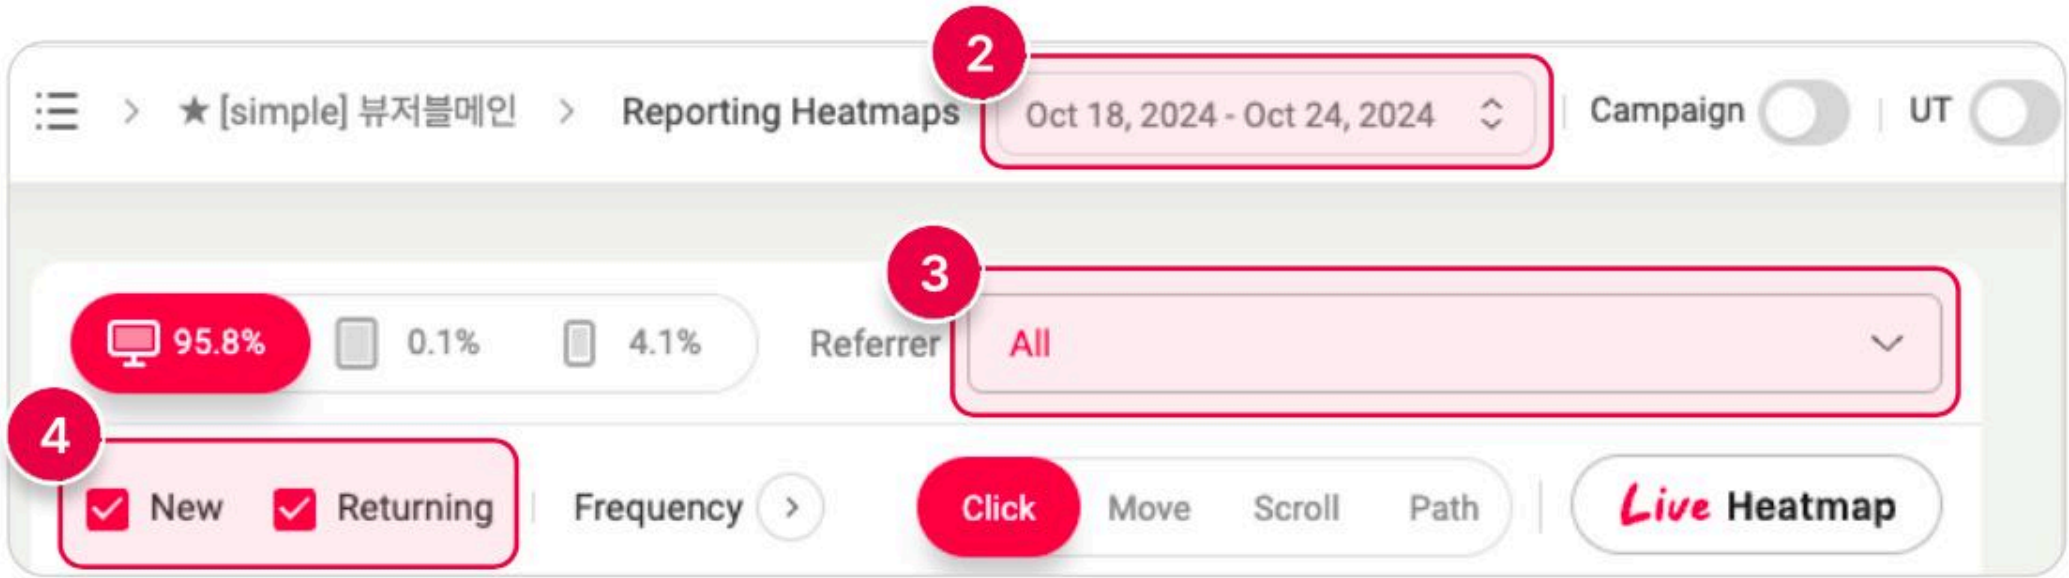 2
> ★ [simple] 뷰저블메인 > Reporting Heatmaps Oct 18, 2024 - Oct 24, 2024 Campaign UT
3
95.8% 0.1% 4.1% Referrer All
4
New Returning Frequency > Click Move Scroll Path Live Heatmap